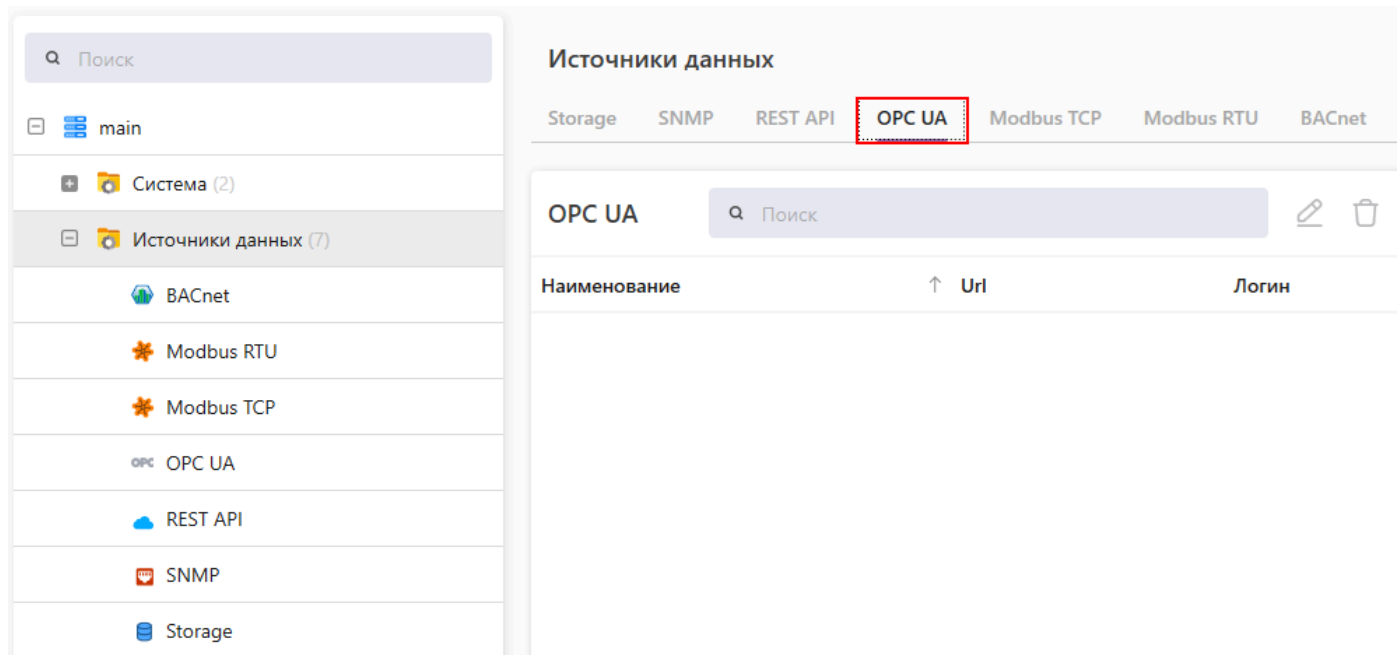 Поиск
main
Система (2)
Источники данных (7)
BACnet
Modbus RTU
Modbus TCP
OPC OPC UA
REST API
SNMP
Storage
Источники данных
Storage SNMP REST API OPC UA Modbus TCP Modbus RTU BACnet
OPC UA Поиск
Наименование Url Логин